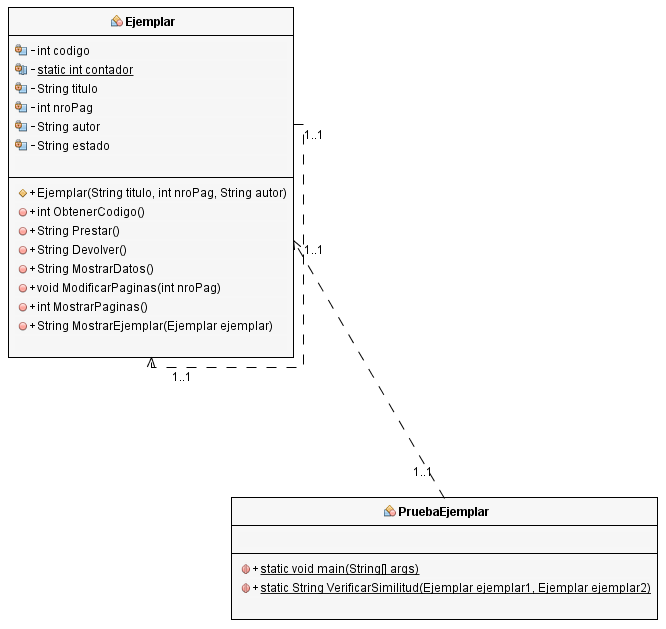 Ejemplar
- int codigo
- static int contador
- String titulo
- int nroPag
- String autor
- String estado
+ Ejemplar(String titulo, int nroPag, String autor)
+ int ObtenerCodigo()
+ String Prestar()
+ String Devolver()
+ String MostrarDatos()
+ void ModificarPaginas(int nroPag)
+ int MostrarPaginas()
+ String MostrarEjemplar(Ejemplar ejemplar)
1..1
1..1
1..1
1..1
PruebaEjemplar
+ static void main(String[] args)
+ static String VerificarSimilitud(Ejemplar ejemplar1, Ejemplar ejemplar2)